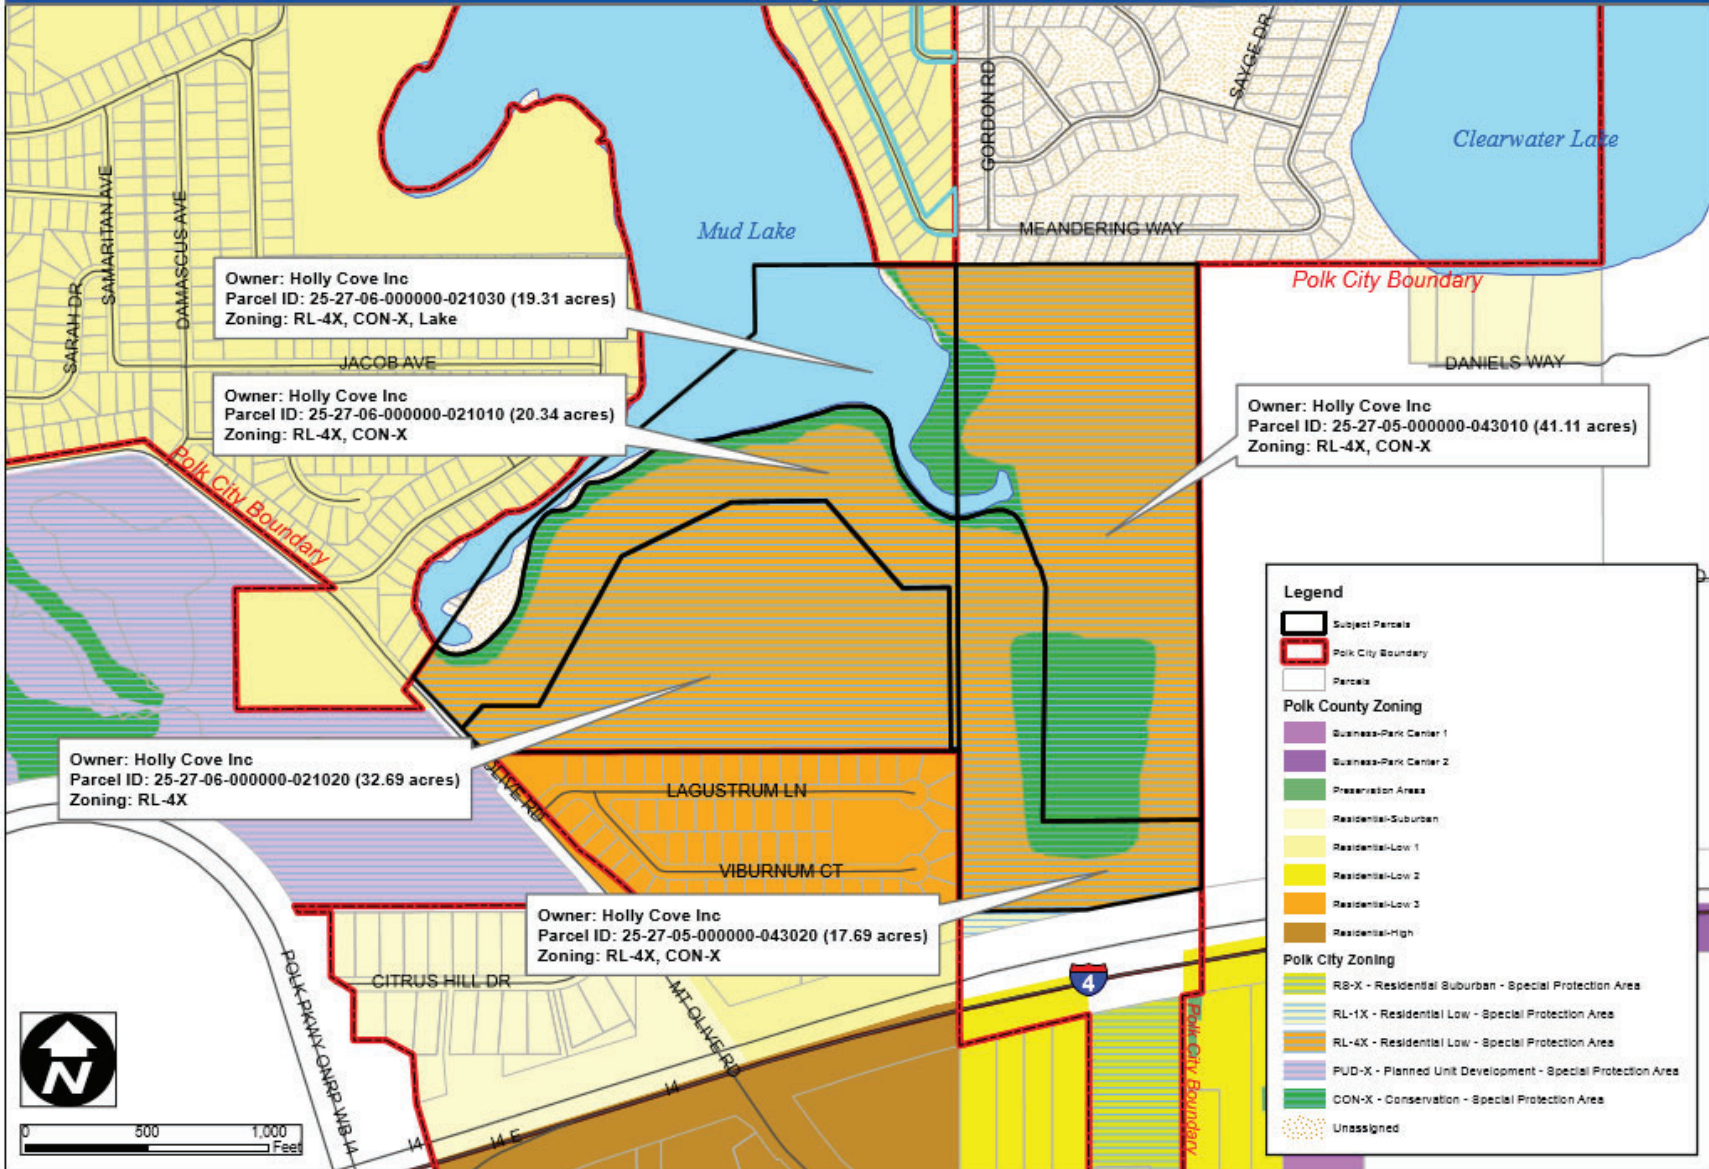 SAYGE DR
GORDON RD
Clearwater Lake
SAMARITAN AVE
DAMASCUS AVE
Mud Lake
MEANDERING WAY
Owner: Holly Cove Inc
Parcel ID: 25-27-06-000000-021030 (19.31 acres)
Zoning: RL-4X, CON-X, Lake
Polk City Boundary
SARAH DR
JACOB AVE
DANIELS WAY
Owner: Holly Cove Inc
Parcel ID: 25-27-06-000000-021010 (20.34 acres)
Zoning: RL-4X, CON-X
Owner: Holly Cove Inc
Parcel ID: 25-27-05-000000-043010 (41.11 acres)
Zoning: RL-4X, CON-X
Polk City Boundary
Owner: Holly Cove Inc
Parcel ID: 25-27-06-000000-021020 (32.69 acres)
Zoning: RL-4X
OLIVE RD
LAGUSTRUM LN
VIBURNUM CT
Owner: Holly Cove Inc
Parcel ID: 25-27-05-000000-043020 (17.69 acres)
Zoning: RL-4X, CON-X
CITRUS HILL DR
POLK PKWY ONRP WB I4
MT OLIVE RD
4
Polk City Boundary
I4
I4
I4 E
N
0 500 1,000
Feet
Legend
Subject Parcels
Polk City Boundary
Parcels
Polk County Zoning
Business-Park Center 1
Business-Park Center 2
Preservation Areas
Residential-Suburban
Residential-Low 1
Residential-Low 2
Residential-Low 3
Residential-High
Polk City Zoning
RS-X - Residential Suburban - Special Protection Area
RL-1X - Residential Low - Special Protection Area
RL-4X - Residential Low - Special Protection Area
PUD-X - Planned Unit Development - Special Protection Area
CON-X - Conservation - Special Protection Area
Unassigned